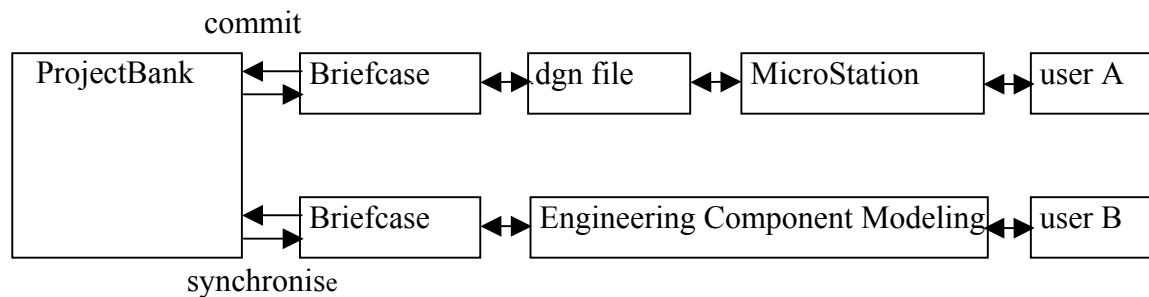 commit
ProjectBank
Briefcase
dgn file
MicroStation
user A
Briefcase
Engineering Component Modeling
user B
synchronise